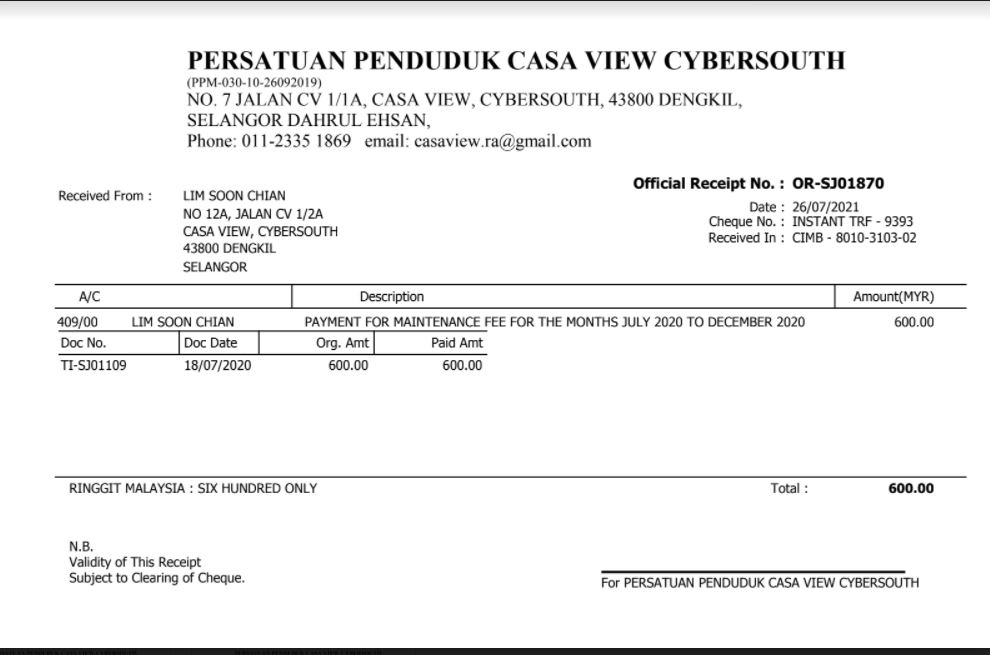 PERSATUAN PENDUDUK CASA VIEW CYBERSOUTH
(PPM-030-10-26092019)
NO. 7 JALAN CV 1/1A, CASA VIEW, CYBERSOUTH, 43800 DENGKIL,
SELANGOR DAHRUL EHSAN,
Phone: 011-2335 1869 email: casaview.ra@gmail.com
Official Receipt No. : OR-SJ01870
Received From : LIM SOON CHIAN
NO 12A, JALAN CV 1/2A
CASA VIEW, CYBERSOUTH
43800 DENGKIL
SELANGOR
Date : 26/07/2021
Cheque No. : INSTANT TRF - 9393
Received In : CIMB - 8010-3103-02
A/C Description Amount(MYR)
409/00 LIM SOON CHIAN PAYMENT FOR MAINTENANCE FEE FOR THE MONTHS JULY 2020 TO DECEMBER 2020 600.00
Doc No. Doc Date Org. Amt Paid Amt
TI-SJ01109 18/07/2020 600.00 600.00
RINGGIT MALAYSIA : SIX HUNDRED ONLY Total : 600.00
N.B.
Validity of This Receipt
Subject to Clearing of Cheque.
For PERSATUAN PENDUDUK CASA VIEW CYBERSOUTH